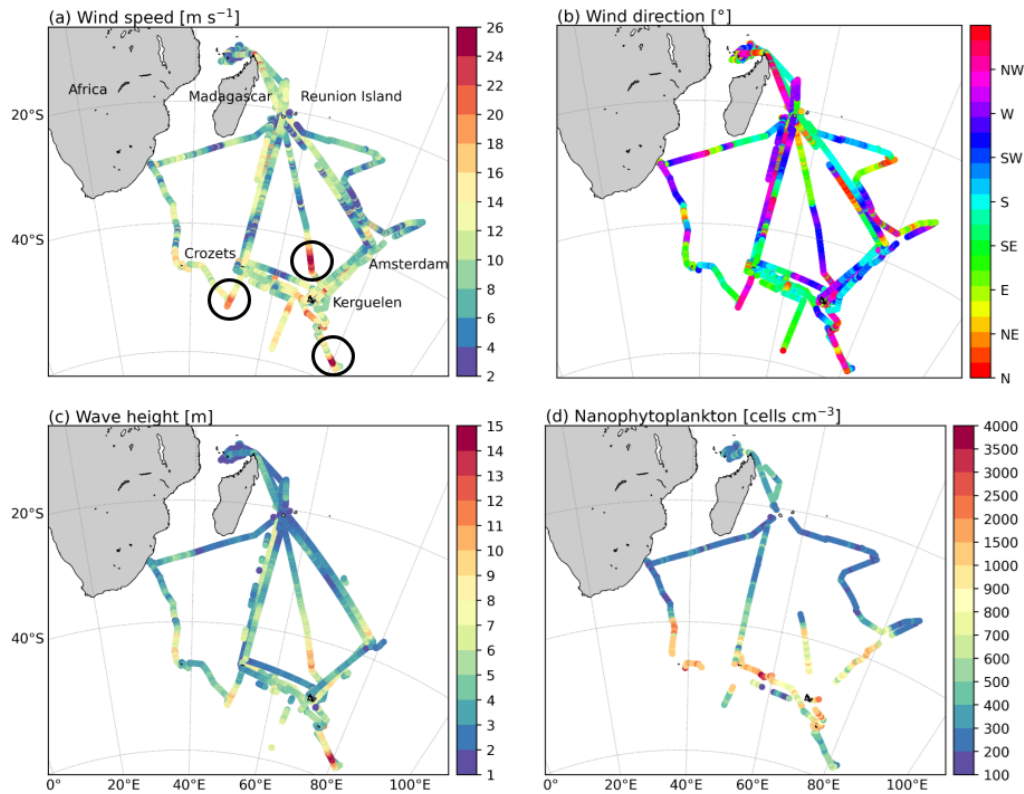 (a) Wind speed [m s⁻¹]
Africa
Madagascar
Reunion Island
20°S
40°S
Crozets
Amsterdam
Kerguelen
26
24
22
20
18
16
14
12
10
8
6
4
2
(b) Wind direction [°]
NW
W
SW
S
SE
E
NE
N
(c) Wave height [m]
20°S
40°S
0°
20°E
40°E
60°E
80°E
100°E
15
14
13
12
11
10
9
8
7
6
5
4
3
2
1
(d) Nanophytoplankton [cells cm⁻³]
0°
20°E
40°E
60°E
80°E
100°E
4000
3500
3000
2500
2000
1500
1000
900
800
700
600
500
400
300
200
100